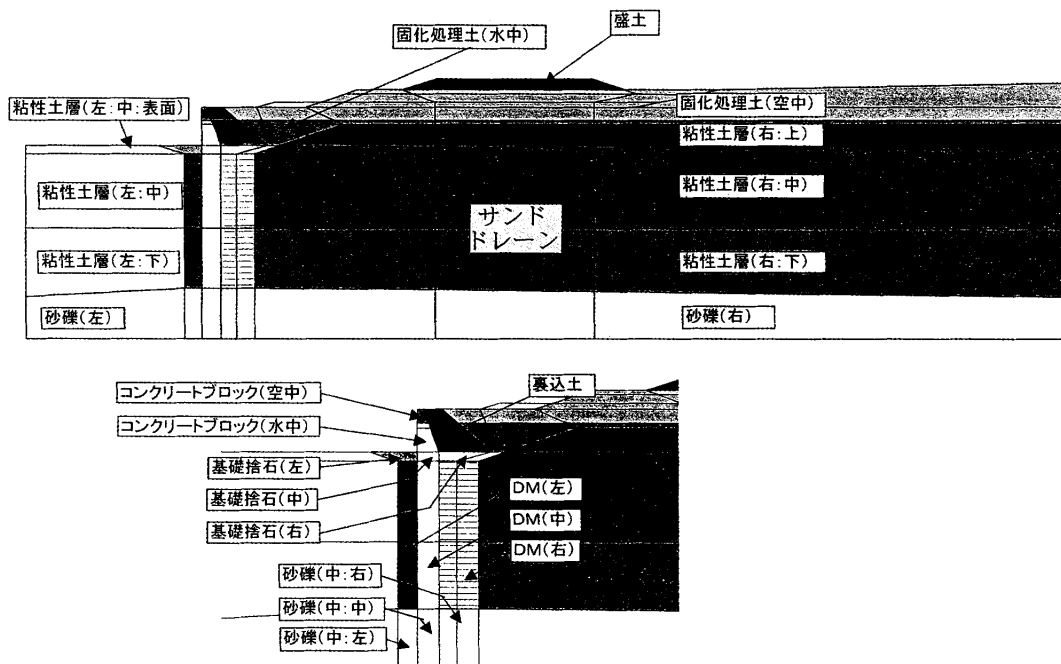 盛土
固化処理土(水中)
粘性土層(左:中:表面)
固化処理土(空中)
粘性土層(右:上)
粘性土層(左:中)
粘性土層(右:中)
サンド
ドレーン
粘性土層(左:下)
粘性土層(右:下)
砂礫(左)
砂礫(右)
コンクリートブロック(空中)
裏込土
コンクリートブロック(水中)
基礎捨石(左)
基礎捨石(中)
基礎捨石(右)
DM(左)
DM(中)
DM(右)
砂礫(中:右)
砂礫(中:中)
砂礫(中:左)